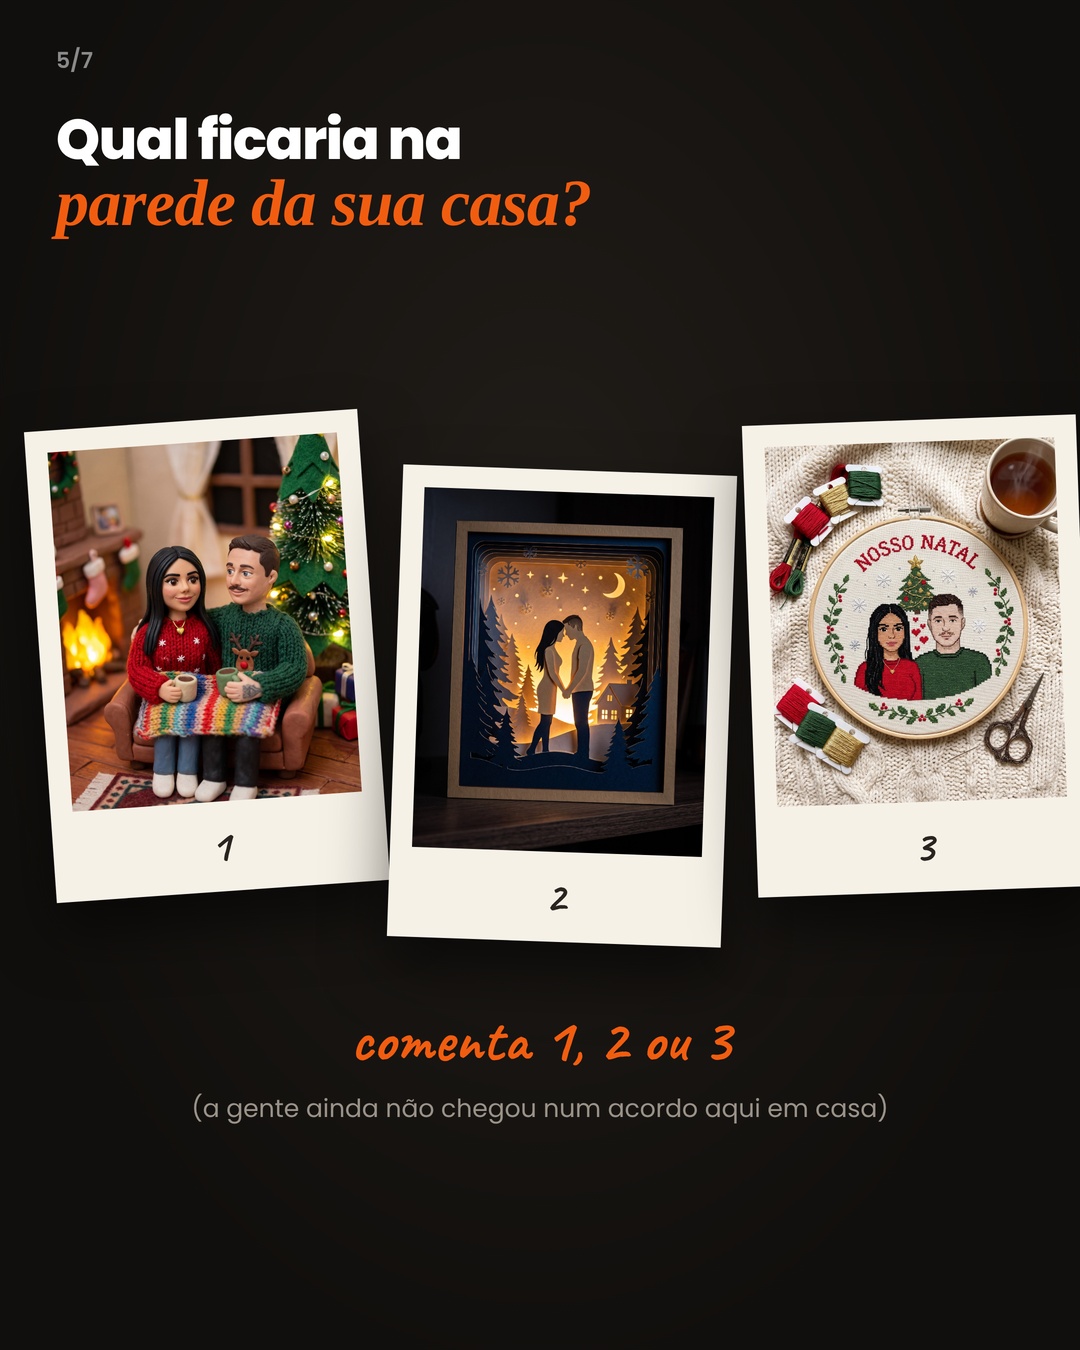 5/7
Qual ficaria na
parede da sua casa?
NOSSO NATAL
1
2
3
comenta 1, 2 ou 3
(a gente ainda não chegou num acordo aqui em casa)